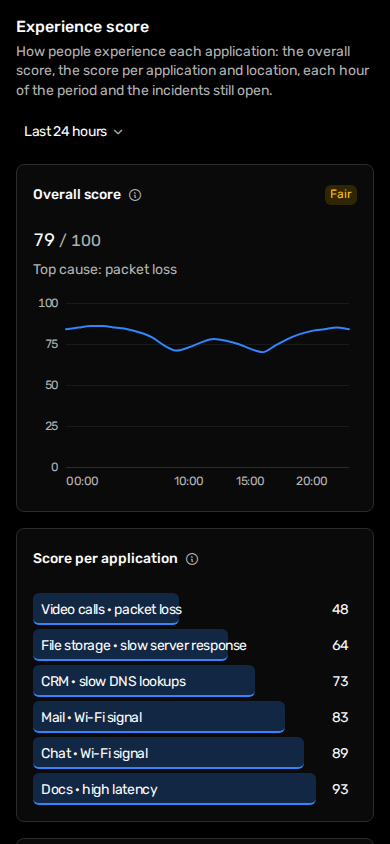 Experience score
How people experience each application: the overall
score, the score per application and location, each hour
of the period and the incidents still open.
Last 24 hours
Overall score
Fair
79 / 100
Top cause: packet loss
100
75
50
25
0
00:00 10:00 15:00 20:00
Score per application
Video calls • packet loss 48
File storage • slow server response 64
CRM • slow DNS lookups 73
Mail • Wi-Fi signal 83
Chat • Wi-Fi signal 89
Docs • high latency 93